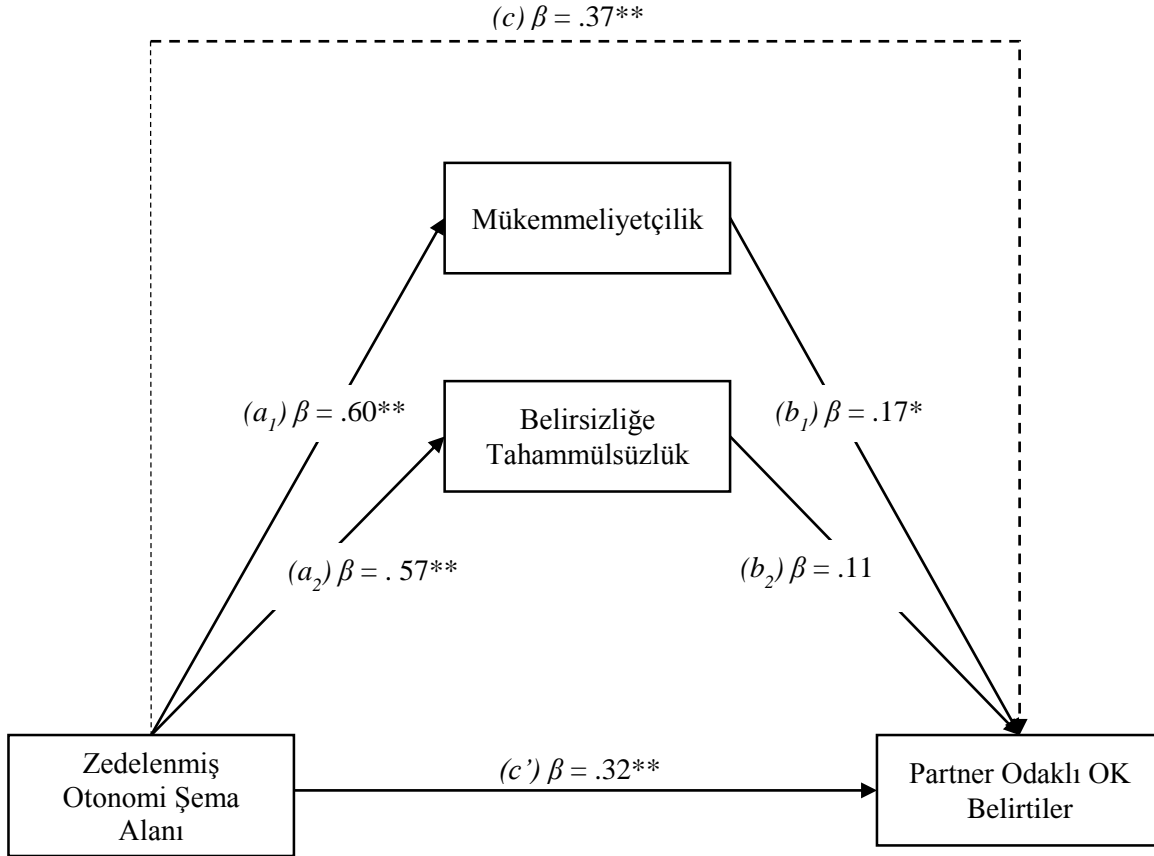 (c) β = .37**
Mükemmeliyetçilik
(a₁) β = .60**
Belirsizliğe
Tahammülsüzlük
(b₁) β = .17*
(a₂) β = . 57**
(b₂) β = .11
Zedelenmiş
Otonomi Şema
Alanı
(c’) β = .32**
Partner Odaklı OK
Belirtiler